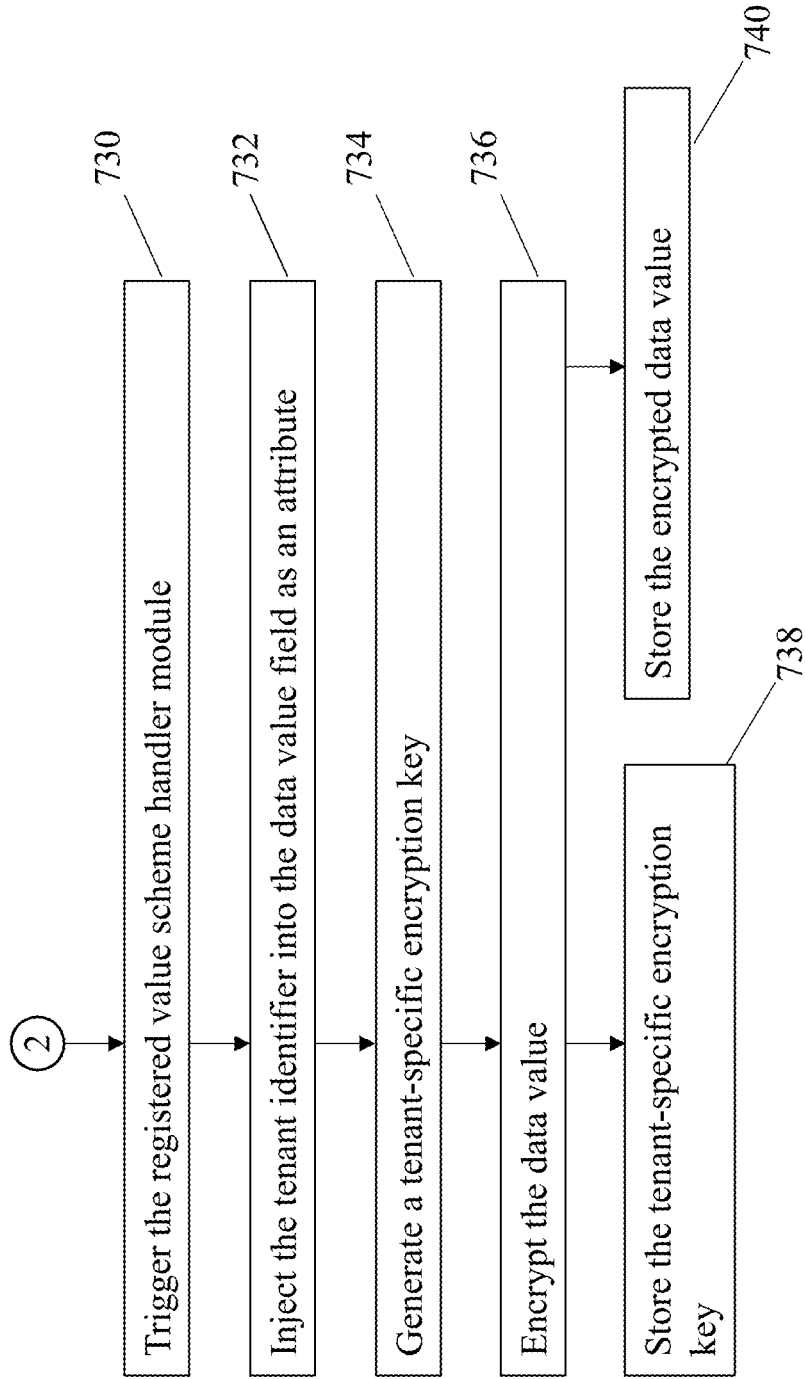 2
Trigger the registered value scheme handler module
730
Inject the tenant identifier into the data value field as an attribute
732
Generate a tenant-specific encryption key
734
Encrypt the data value
736
Store the tenant-specific encryption
key
738
Store the encrypted data value
740